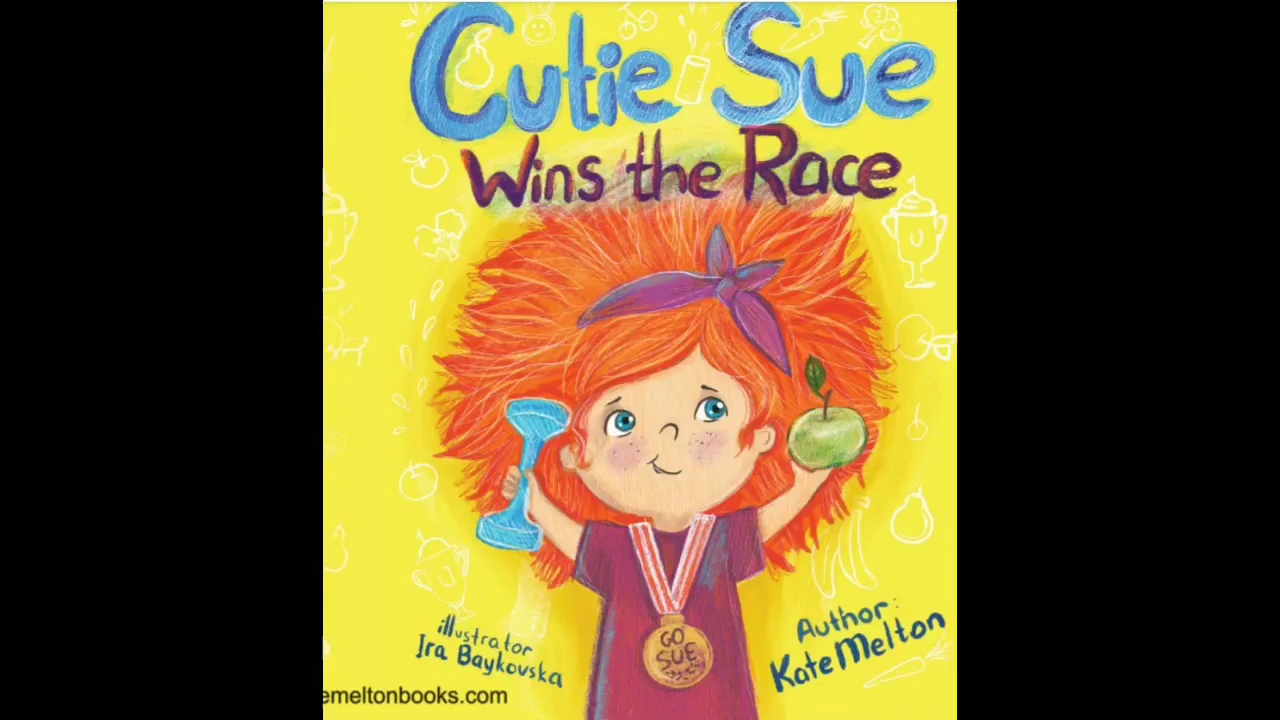 Cutie Sue
Wins the Race
GO
SUE
illustrator
Ira Baykovska
Author:
Kate Melton
emeltonbooks.com